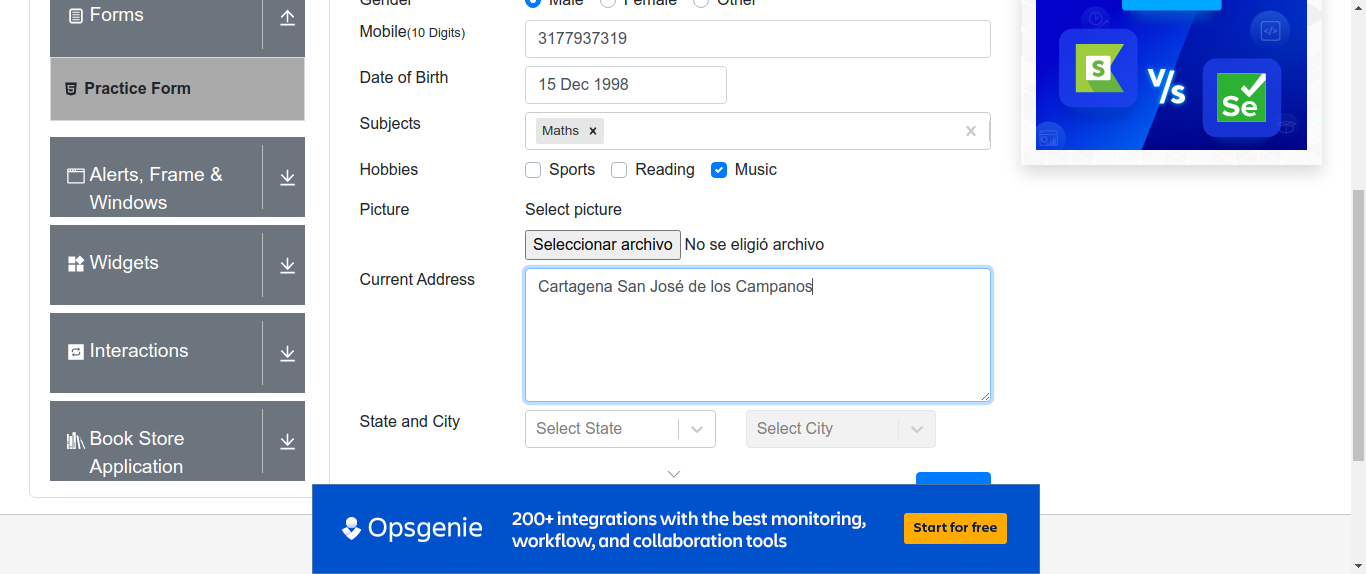 Forms
Practice Form
Alerts, Frame &
Windows
Widgets
Interactions
Book Store
Application
Gender Male Female Other
Mobile(10 Digits) 3177937319
Date of Birth 15 Dec 1998
Subjects Maths ×
Hobbies Sports Reading Music
Picture Select picture
Seleccionar archivo No se eligió archivo
Current Address Cartagena San José de los Campanos
State and City Select State Select City
S V/s Se
Opsgenie
200+ integrations with the best monitoring,
workflow, and collaboration tools
Start for free